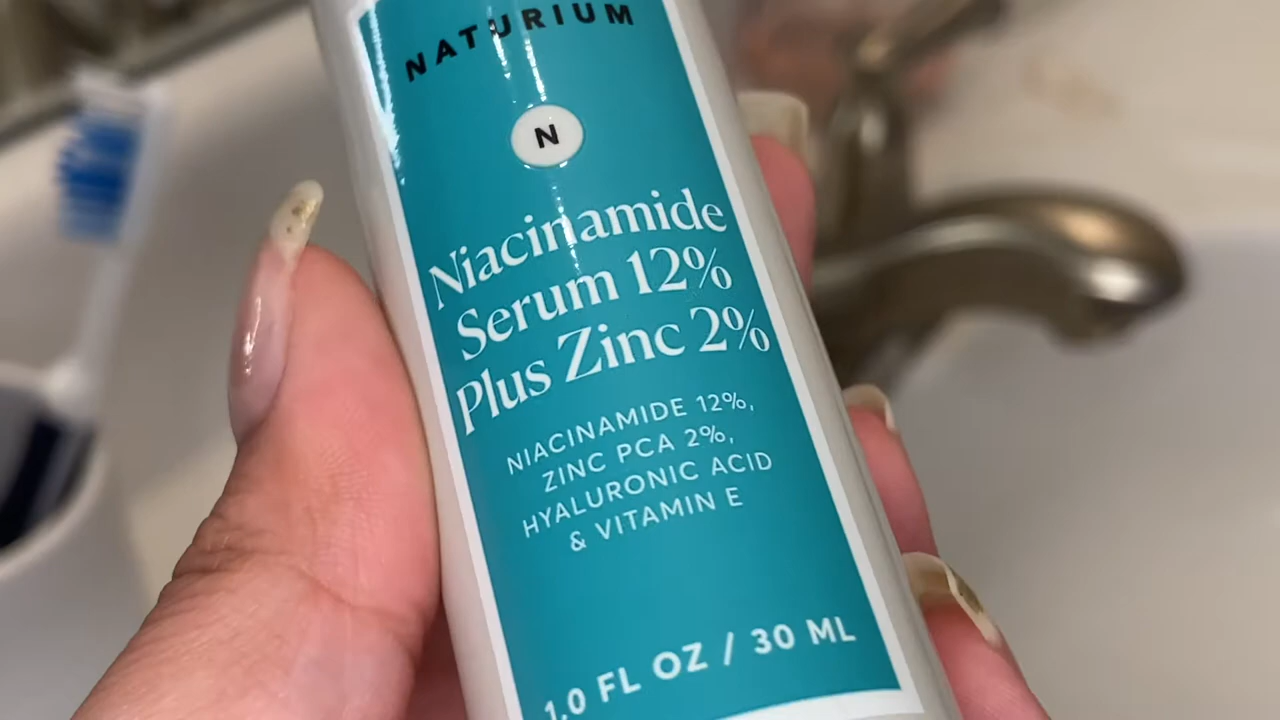 NATURIUM
N
Niacinamide
Serum 12%
Plus Zinc 2%
NIACINAMIDE 12%,
ZINC PCA 2%,
HYALURONIC ACID
& VITAMIN E
1.0 FL OZ / 30 ML